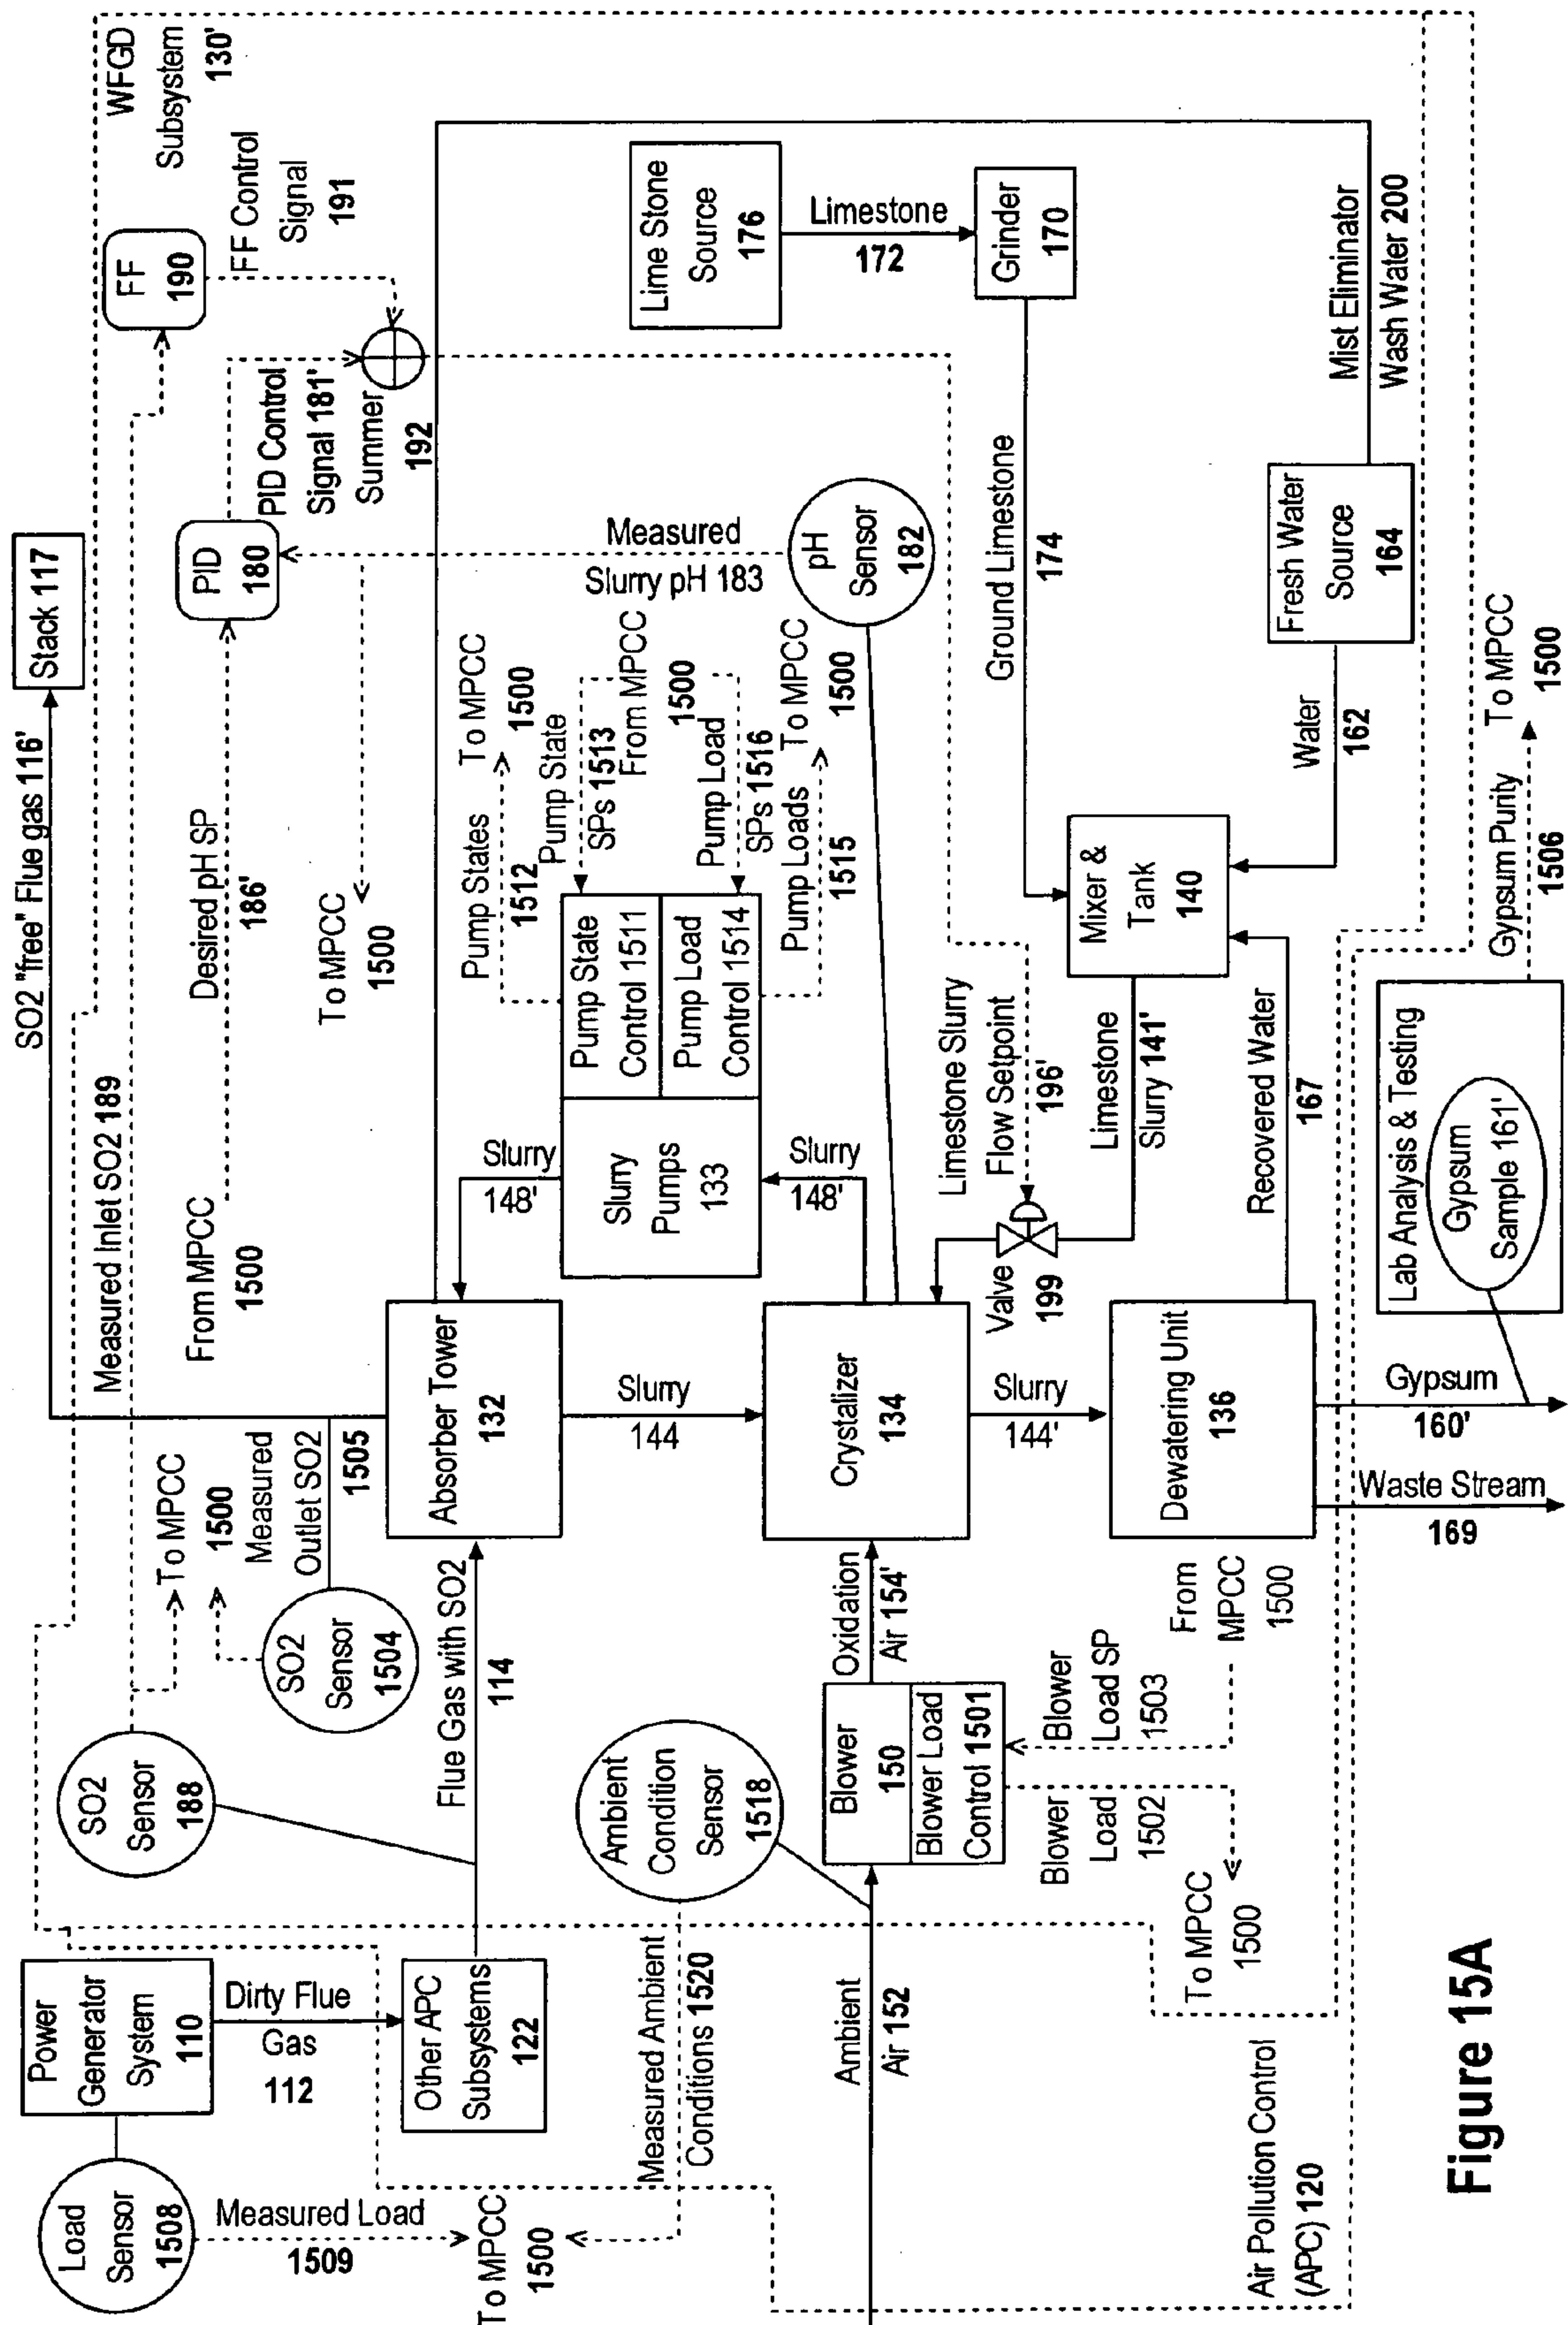 Power
Generator
System
110
Load
Sensor
1508
Measured Load
1509
To MPCC
1500
Dirty Flue
Gas
112
Other APC
Subsystems
122
Measured Ambient
Conditions 1520
SO2
Sensor
188
To MPCC
1500
Measured Inlet SO2 189
SO2
Sensor
1504
Measured
Outlet SO2
1505
Flue Gas with SO2
114
SO2 "free" Flue gas 116'
Stack 117
WFGD
Subsystem
130'
From MPCC
1500
Desired pH SP
186'
PID
180
FF
190
FF Control
Signal
191
PID Control
Signal 181'
Summer
192
To MPCC
1500
Absorber Tower
132
Slurry
148'
Slurry
144
Slurry
Pumps
133
Slurry
148'
Pump State
Control 1511
Pump Load
Control 1514
Pump States
1512
To MPCC
1500
Pump State
SPs 1513
From MPCC
1500
Pump Load
SPs 1516
Pump Loads
1515
To MPCC
1500
Measured
Slurry pH 183
pH
Sensor
182
Lime Stone
Source
176
Limestone
172
Grinder
170
Ground Limestone
174
Ambient
Condition
Sensor
1518
Ambient
Air 152
Blower
150
Blower Load
Control 1501
Oxidation
Air 154'
Crystalizer
134
Blower
Load
1502
To MPCC
1500
Blower
Load SP
1503
From
MPCC
1500
Slurry
144'
Valve
199
Limestone Slurry
Flow Setpoint
196'
Limestone
Slurry 141'
Mixer &
Tank
140
Water
162
Fresh Water
Source
164
Mist Eliminator
Wash Water 200
Dewatering Unit
136
Recovered Water
167
Waste Stream
169
Gypsum
160'
Lab Analysis & Testing
Gypsum
Sample 161'
Gypsum Purity
1506
To MPCC
1500
Air Pollution Control
(APC) 120
Figure 15A